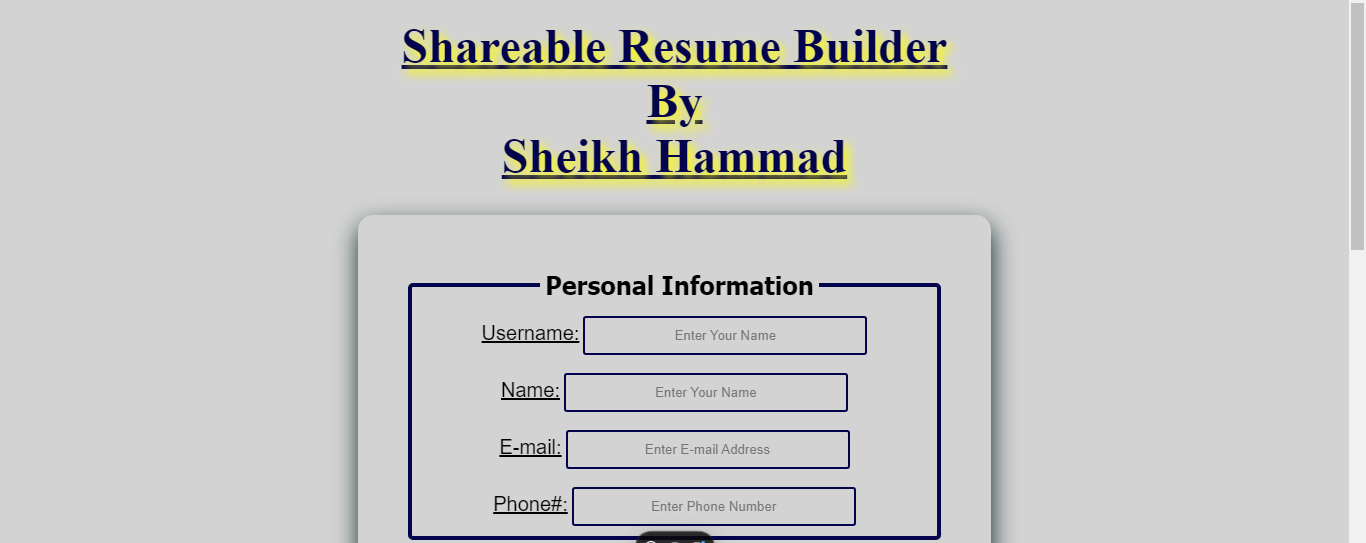 Shareable Resume Builder
By
Sheikh Hammad
Personal Information
Username: Enter Your Name
Name: Enter Your Name
E-mail: Enter E-mail Address
Phone#: Enter Phone Number